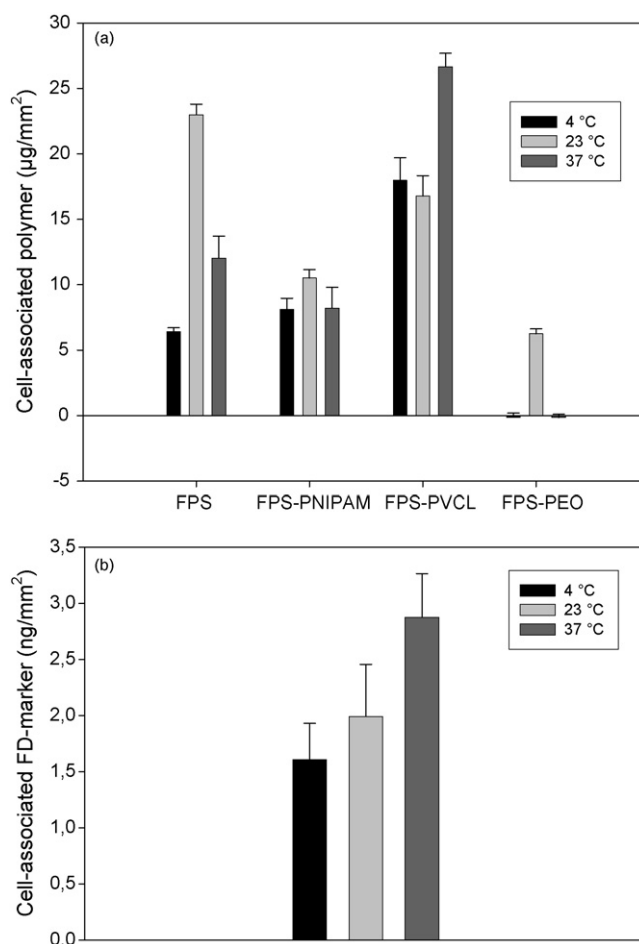 (a)
Cell-associated polymer (µg/mm²)
30
25
20
15
10
5
0
-5
4 °C
23 °C
37 °C
FPS
FPS-PNIPAM
FPS-PVCL
FPS-PEO
(b)
Cell-associated FD-marker (ng/mm²)
3,5
3,0
2,5
2,0
1,5
1,0
0,5
0,0
4 °C
23 °C
37 °C